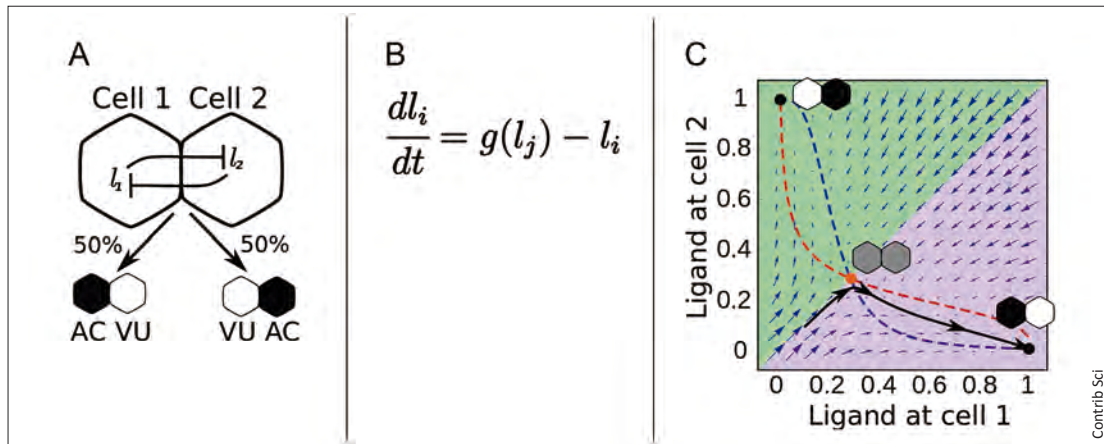 A
Cell 1 Cell 2
l₁
l₂
50%
50%
AC VU
VU AC
B
dlᵢ/dt = g(lⱼ) − lᵢ
C
Ligand at cell 2
1
0.8
0.6
0.4
0.2
0
0 0.2 0.4 0.6 0.8 1
Ligand at cell 1
Contrib Sci